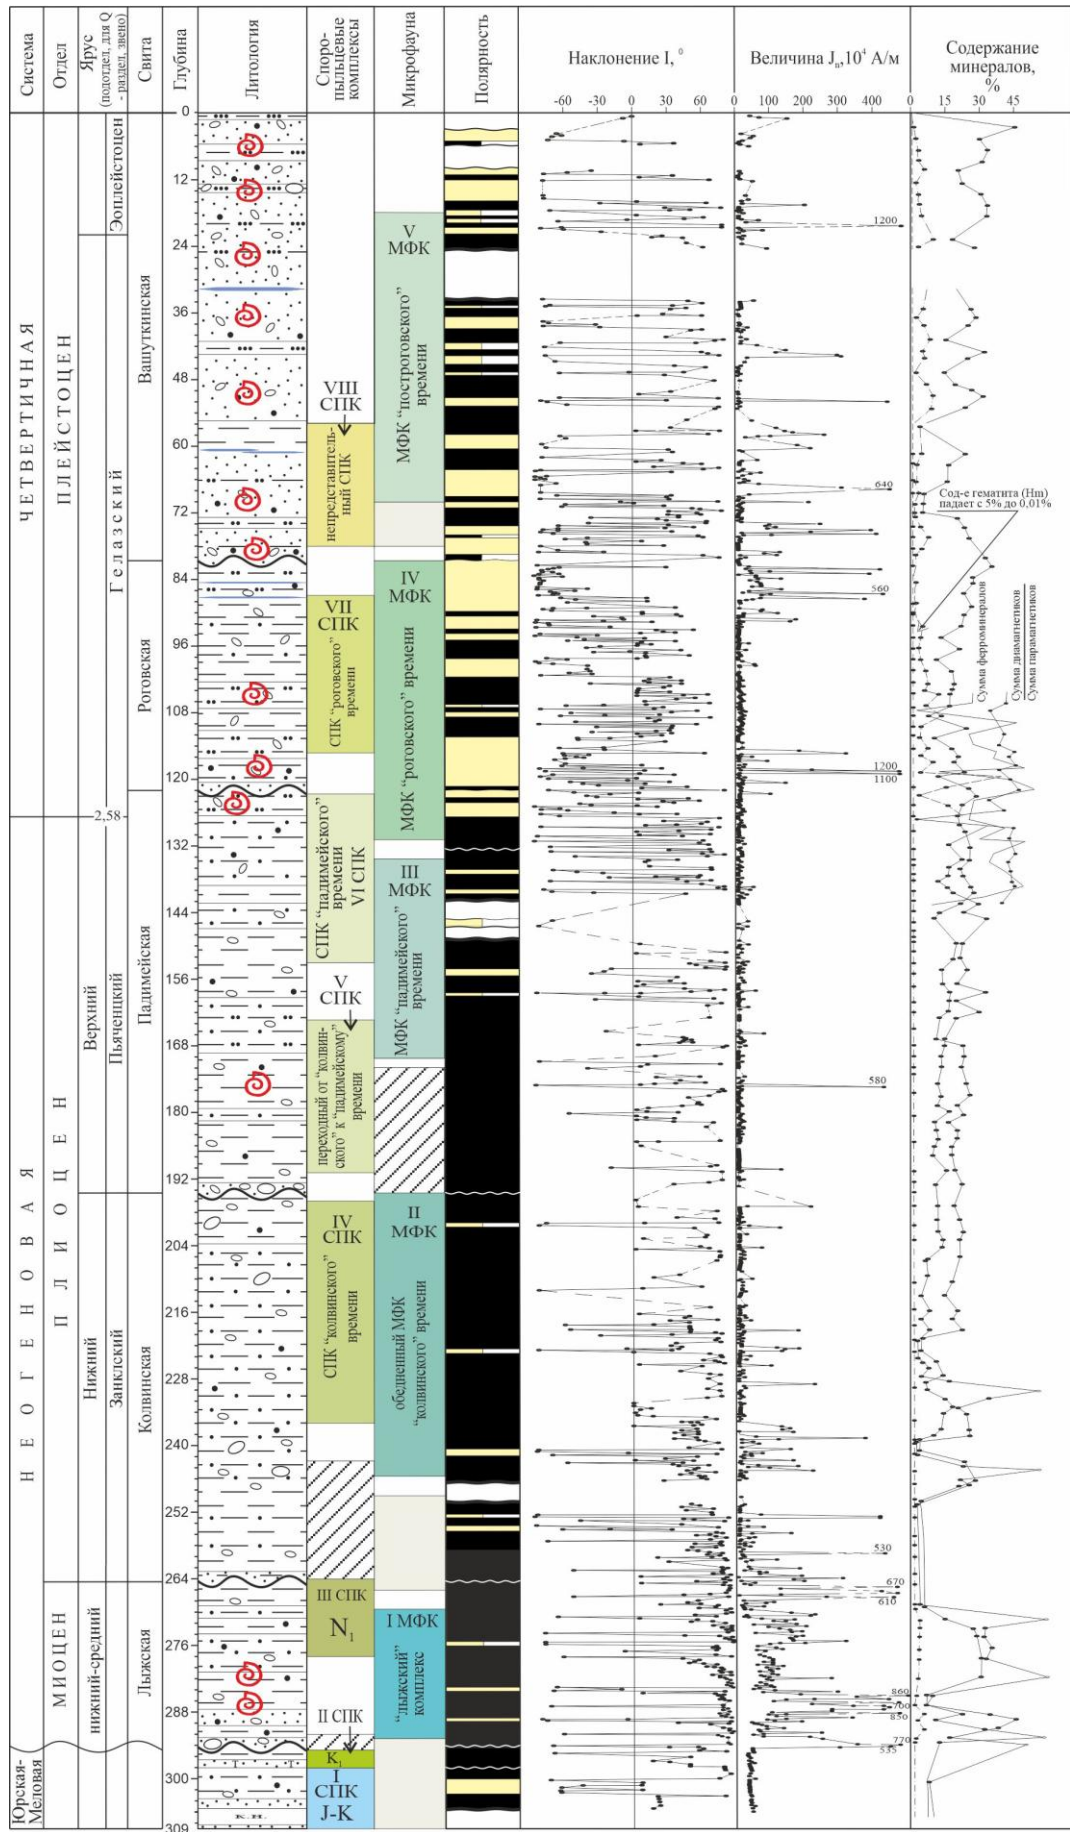 Система
Отдел
Ярус
(подотдел, для Q
- раздел, звено)
Свита
Глубина
Литология
Споро-
пыльцевые
комплексы
Микрофауна
Полярность
Наклонение I,⁰
-60
-30
0
30
60
Величина Jₙ,10⁴ А/м
0
100
200
300
400
Содержание
минералов,
%
0
15
30
45
ЧЕТВЕРТИЧНАЯ
НЕОГЕНОВАЯ
Юрская-
Меловая
ПЛЕЙСТОЦЕН
ПЛИОЦЕН
МИОЦЕН
Эоплейстоцен
Гелазский
2,58
Верхний
Пьяченцкий
Нижний
Занклский
нижний-средний
Вашуткинская
Роговская
Падимейская
Колвинская
Лыжская
0
12
24
36
48
60
72
84
96
108
120
132
144
156
168
180
192
204
216
228
240
252
264
276
288
300
309
К.Н.
VIII
СПК
непредставитель-
ный СПК
VII
СПК
СПК “роговского”
времени
СПК “падимейского”
времени
VI СПК
V
СПК
переходный от “колвин-
ского” к “падимейскому”
времени
IV
СПК
СПК “колвинского”
времени
III СПК
N₁
II СПК
K₁
I
СПК
J-K
V
МФК
МФК “построговского”
времени
IV
МФК
МФК “роговского” времени
III
МФК
МФК “падимейского”
времени
II
МФК
обедненный МФК
“колвинского” времени
I МФК
“лыжский”
комплекс
1200
640
560
1200
1100
580
530
670
610
860
700
850
770
535
Сод-е гематита (Hm)
падает с 5% до 0,01%
Сумма ферроминералов
Сумма диамагнетиков
Сумма парамагнетиков